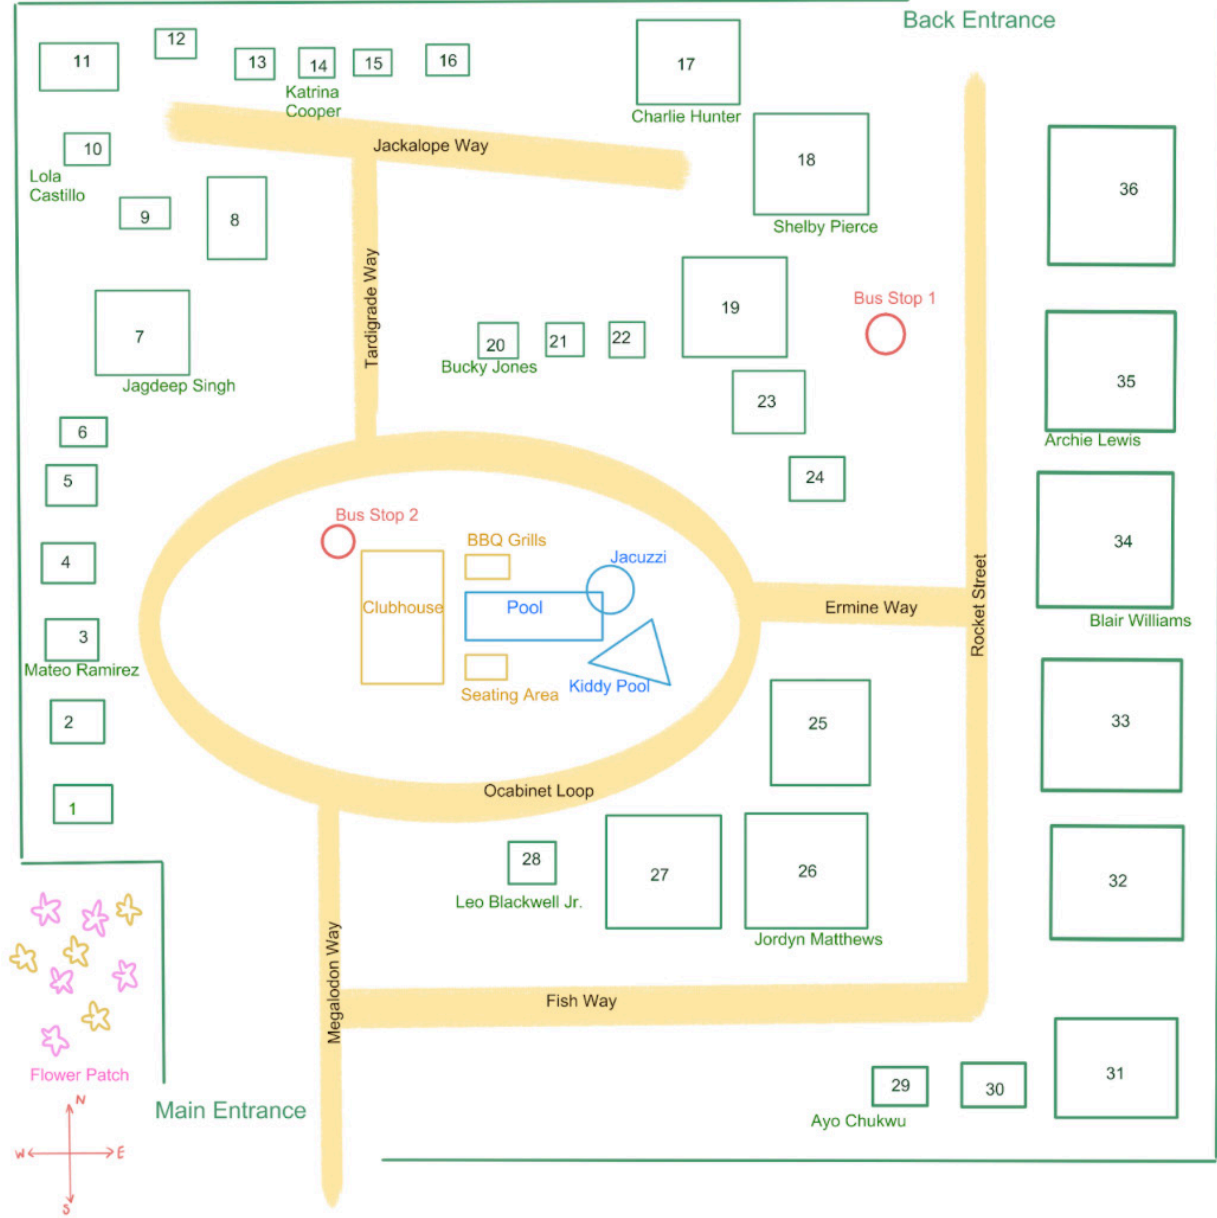 Back Entrance
11
12
13
14
15
16
17
Katrina
Cooper
Charlie Hunter
Jackalope Way
10
Lola
Castillo
9
8
18
Shelby Pierce
36
7
Jagdeep Singh
Tardigrade Way
20
21
22
Bucky Jones
19
Bus Stop 1
35
Archie Lewis
23
6
5
24
Bus Stop 2
BBQ Grills
Jacuzzi
4
34
Clubhouse
Pool
Ermine Way
Rocket Street
Blair Williams
3
Mateo Ramirez
Seating Area
Kiddy Pool
2
25
33
1
Ocabinet Loop
28
Leo Blackwell Jr.
27
26
Jordyn Matthews
32
Megalodon Way
Fish Way
Flower Patch
Main Entrance
29
Ayo Chukwu
30
31
N
W
E
S